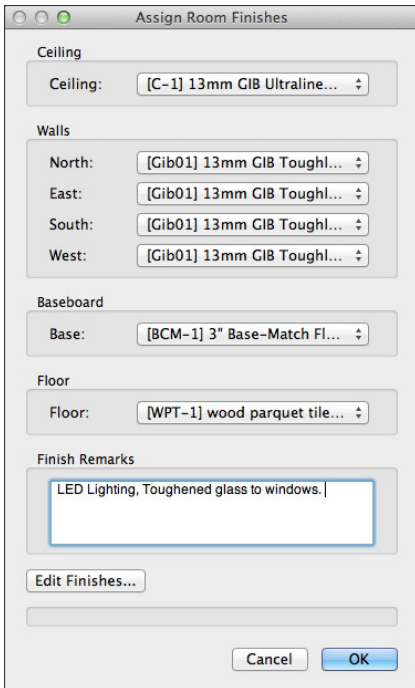 Assign Room Finishes
Ceiling
Ceiling: [C-1] 13mm GIB Ultraline...
Walls
North: [Gib01] 13mm GIB Toughl...
East: [Gib01] 13mm GIB Toughl...
South: [Gib01] 13mm GIB Toughl...
West: [Gib01] 13mm GIB Toughl...
Baseboard
Base: [BCM-1] 3" Base-Match Fl...
Floor
Floor: [WPT-1] wood parquet tile...
Finish Remarks
LED Lighting, Toughened glass to windows.
Edit Finishes...
Cancel OK